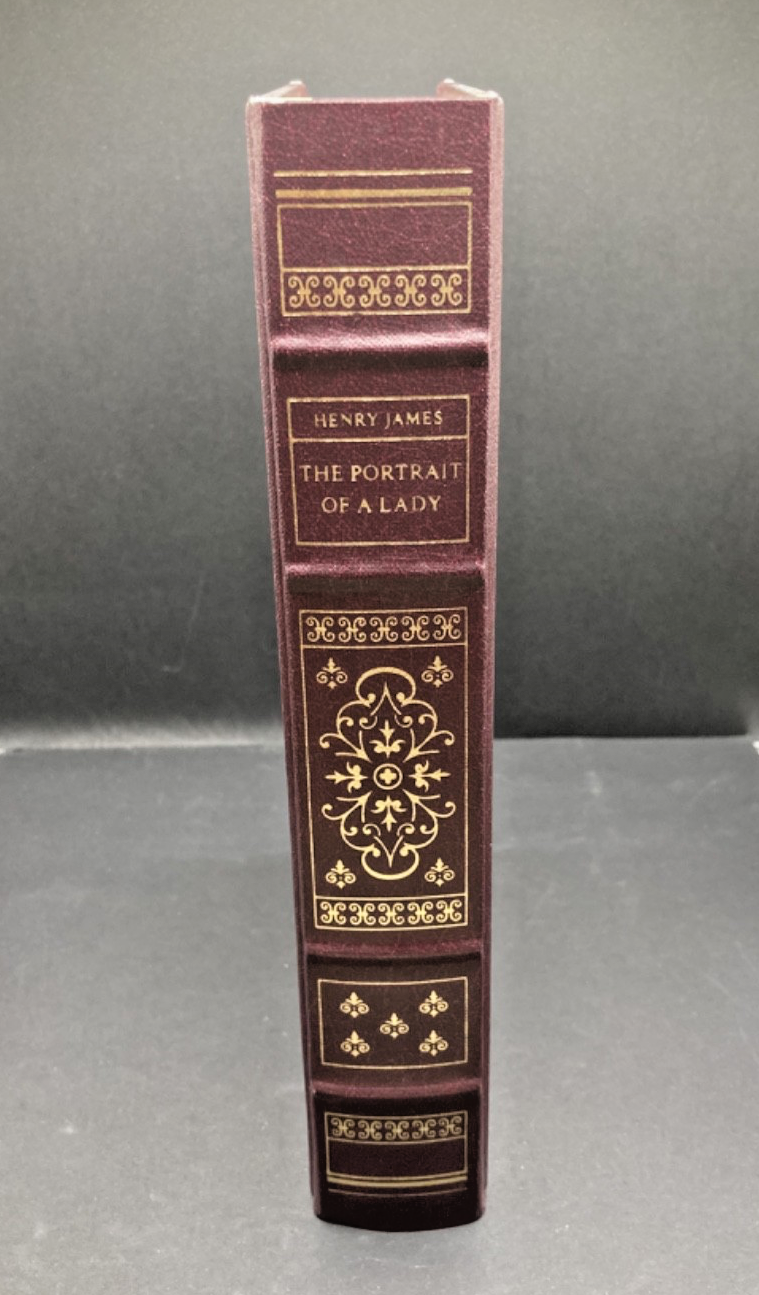 HENRY JAMES
THE PORTRAIT
OF A LADY